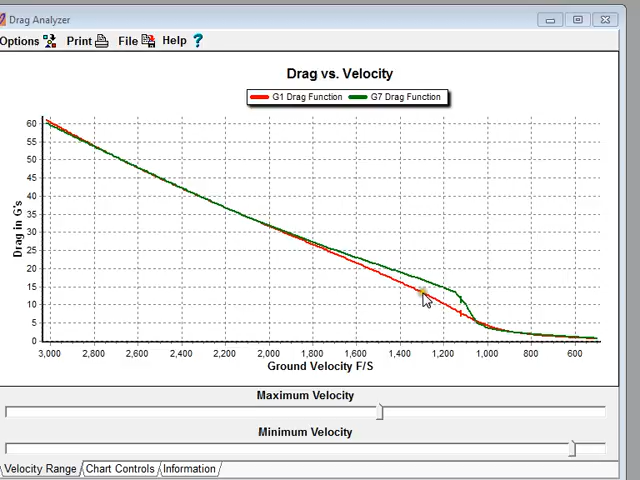 Drag Analyzer
Options Print File Help ?
Drag vs. Velocity
G1 Drag Function G7 Drag Function
60
55
50
45
40
35
30
25
20
15
10
5
0
Drag in G's
3,000 2,800 2,600 2,400 2,200 2,000 1,800 1,600 1,400 1,200 1,000 800 600
Ground Velocity F/S
Maximum Velocity
Minimum Velocity
Velocity Range Chart Controls Information